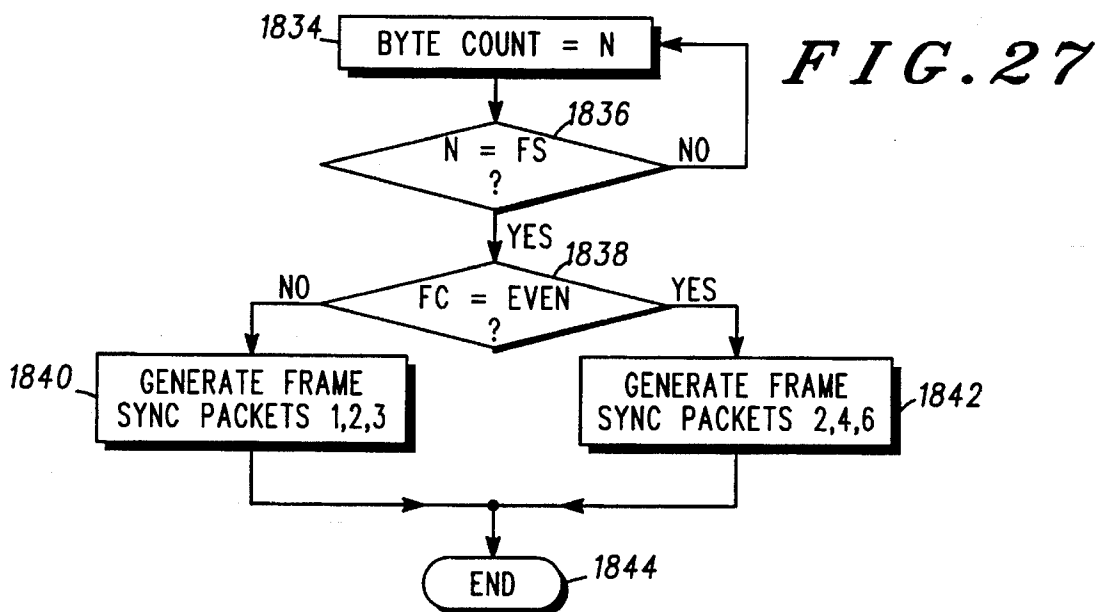 1834
BYTE COUNT = N
FIG.27
1836
N = FS
?
NO
YES
1838
NO
FC = EVEN
?
YES
1840
GENERATE FRAME
SYNC PACKETS 1,2,3
GENERATE FRAME
SYNC PACKETS 2,4,6
1842
END
1844